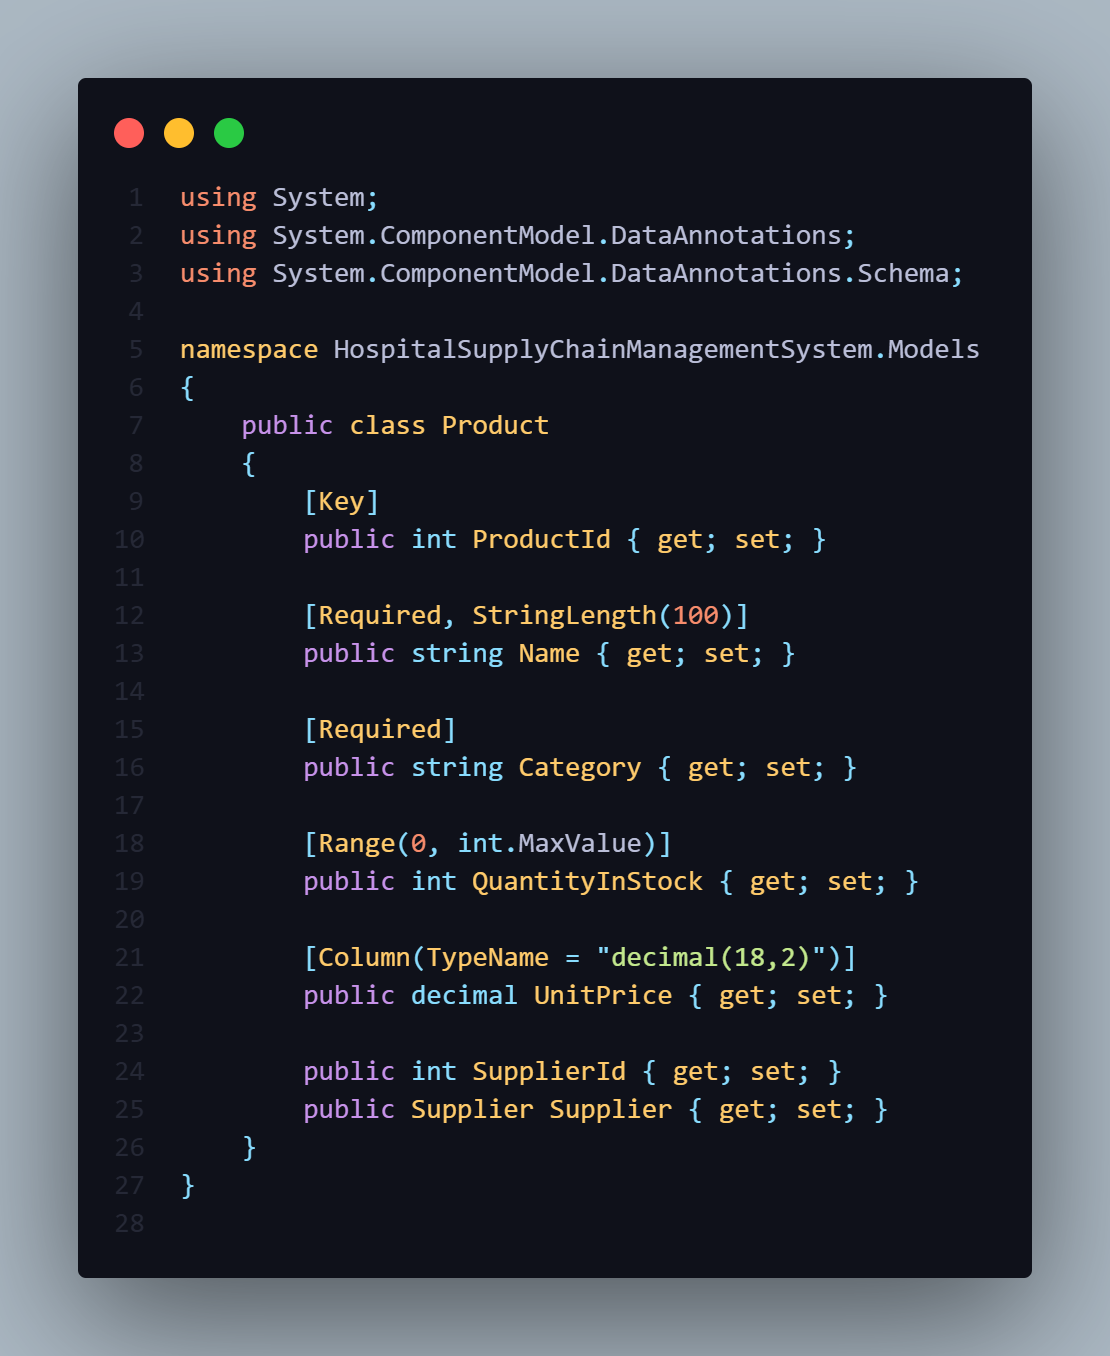 1 using System;
2 using System.ComponentModel.DataAnnotations;
3 using System.ComponentModel.DataAnnotations.Schema;
4
5 namespace HospitalSupplyChainManagementSystem.Models
6 {
7     public class Product
8     {
9         [Key]
10         public int ProductId { get; set; }
11
12         [Required, StringLength(100)]
13         public string Name { get; set; }
14
15         [Required]
16         public string Category { get; set; }
17
18         [Range(0, int.MaxValue)]
19         public int QuantityInStock { get; set; }
20
21         [Column(TypeName = "decimal(18,2)")]
22         public decimal UnitPrice { get; set; }
23
24         public int SupplierId { get; set; }
25         public Supplier Supplier { get; set; }
26     }
27 }
28